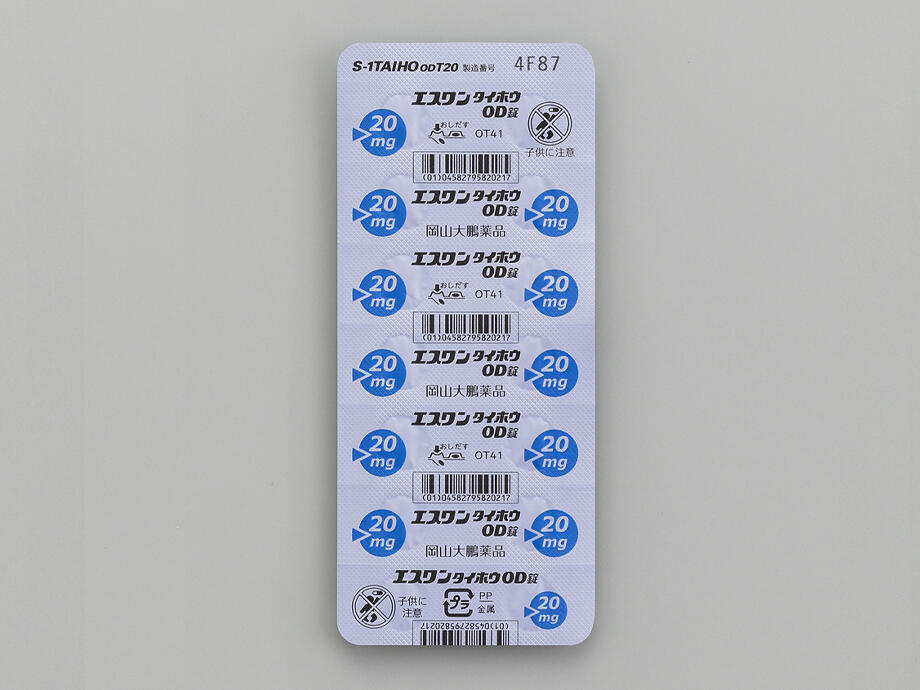 S-1TAIHO ODT20 製造番号 4F87
エスワンタイホウ
OD錠
20
mg
おしだす
OT41
子供に注意
(01)04582795820217
エスワンタイホウ
OD錠
20
mg
20
mg
岡山大鵬薬品
エスワンタイホウ
OD錠
20
mg
おしだす
OT41
20
mg
(01)04582795820217
エスワンタイホウ
OD錠
20
mg
20
mg
岡山大鵬薬品
エスワンタイホウ
OD錠
20
mg
おしだす
OT41
20
mg
(01)04582795820217
エスワンタイホウ
OD錠
20
mg
20
mg
岡山大鵬薬品
エスワンタイホウOD錠
子供に
注意
プラ
PP
金属
20
mg
(01)04582795820217